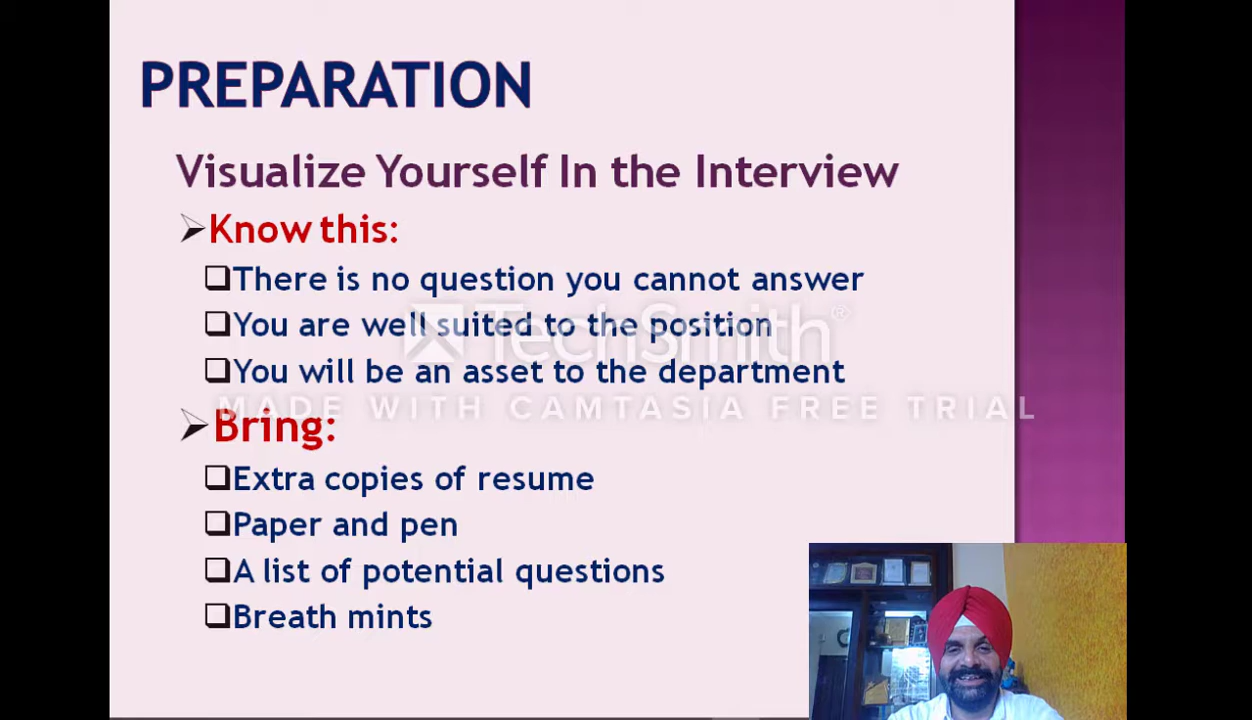 PREPARATION
Visualize Yourself In the Interview
Know this:
There is no question you cannot answer
You are well suited to the position
TechSmith®
You will be an asset to the department
MADE WITH CAMTASIA FREE TRIAL
Bring:
Extra copies of resume
Paper and pen
A list of potential questions
Breath mints